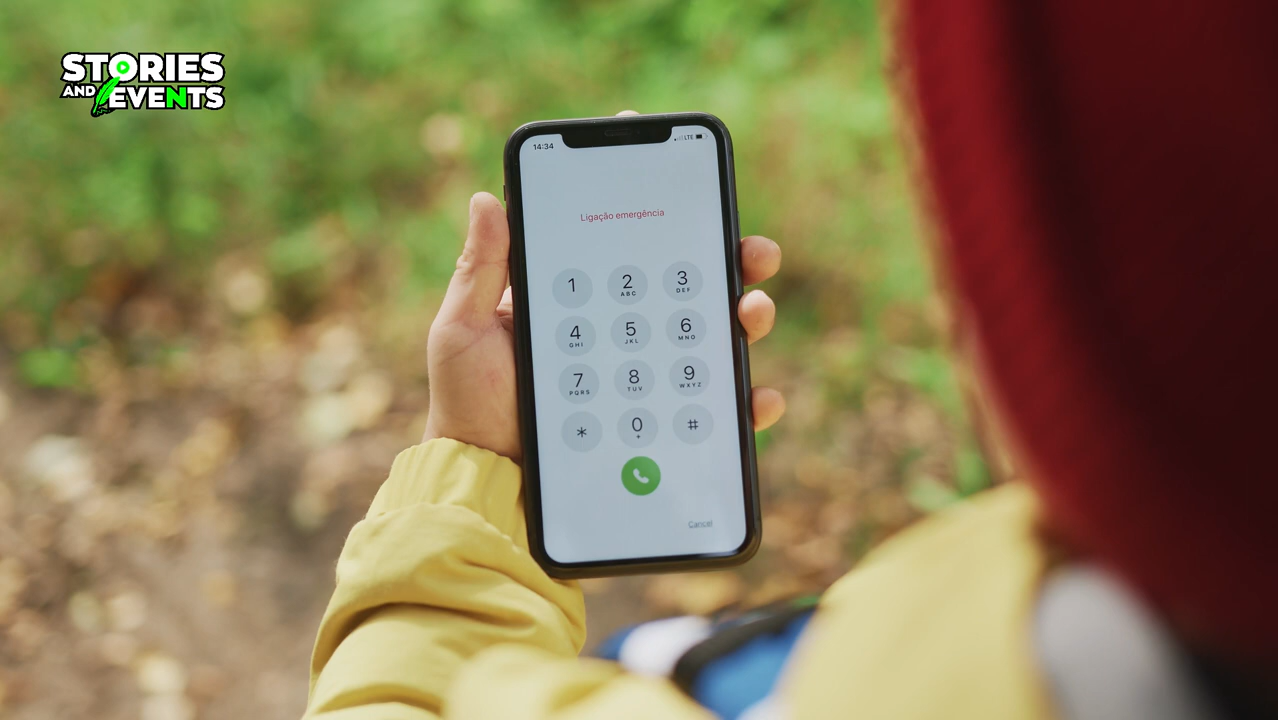 STORIES
AND EVENTS
14:34 LTE
Ligação emergência
1 2 3
ABC DEF
4 5 6
GHI JKL MNO
7 8 9
PQRS TUV WXYZ
* 0 #
+
Cancel